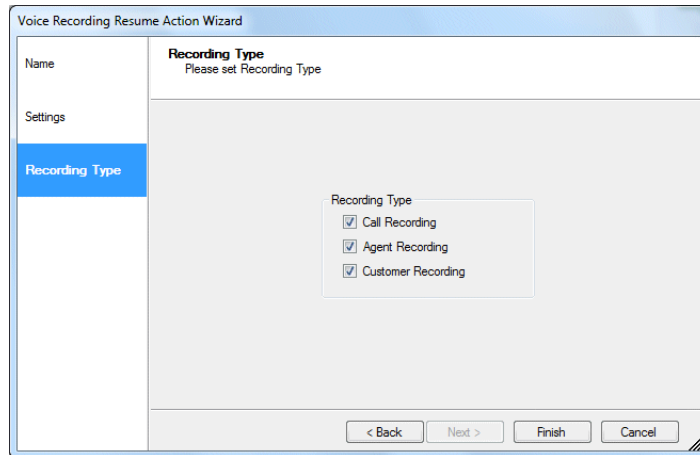 Voice Recording Resume Action Wizard
Name
Settings
Recording Type
Recording Type
Please set Recording Type
Recording Type
Call Recording
Agent Recording
Customer Recording
< Back
Next >
Finish
Cancel